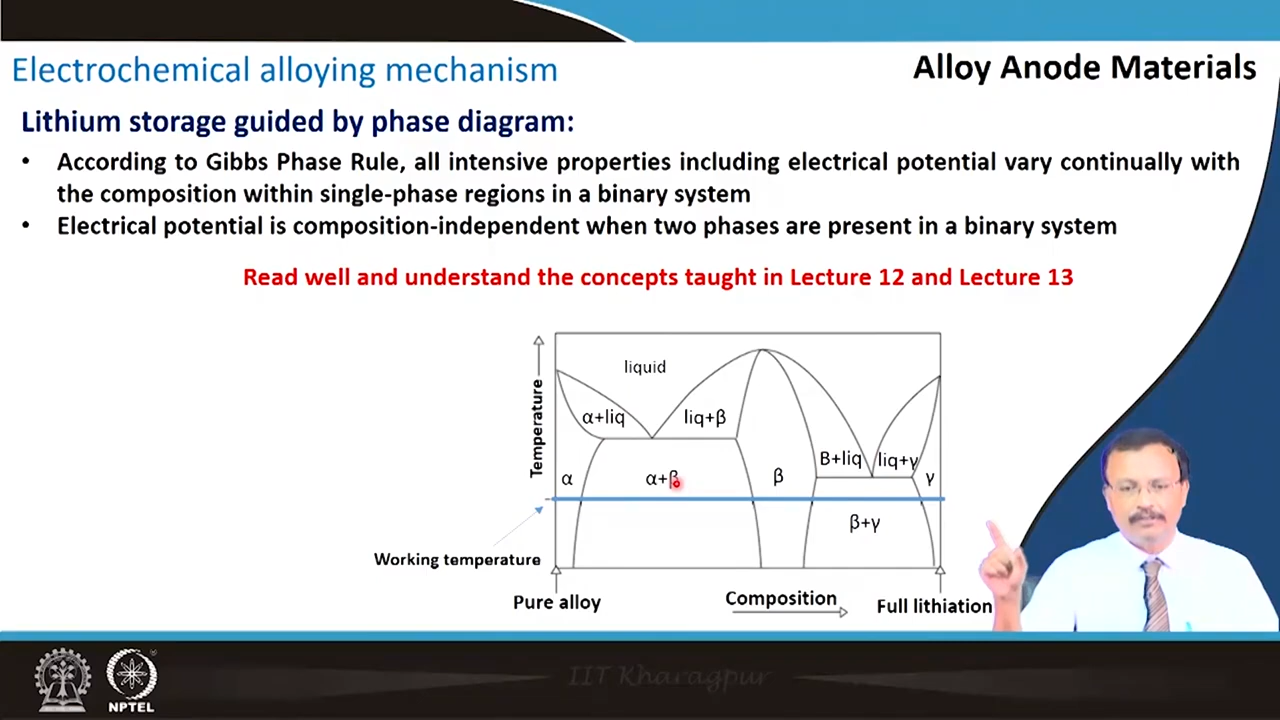 Electrochemical alloying mechanism
Alloy Anode Materials
Lithium storage guided by phase diagram:
• According to Gibbs Phase Rule, all intensive properties including electrical potential vary continually with
the composition within single-phase regions in a binary system
• Electrical potential is composition-independent when two phases are present in a binary system
Read well and understand the concepts taught in Lecture 12 and Lecture 13
Temperature
liquid
α+liq
liq+β
B+liq
liq+γ
α
α+β
β
γ
β+γ
Working temperature
Pure alloy
Composition
Full lithiation
NPTEL
IIT Kharagpur